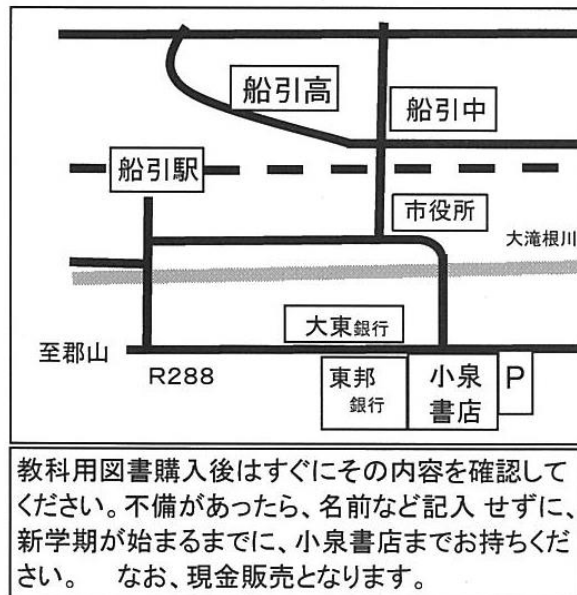 船引高
船引中
船引駅
市役所
大滝根川
大東銀行
至郡山
R288
東邦
銀行
小泉
書店
P
教科用図書購入後はすぐにその内容を確認して
ください。不備があったら、名前など記入 せずに、
新学期が始まるまでに、小泉書店までお持ちくだ
さい。 なお、現金販売となります。